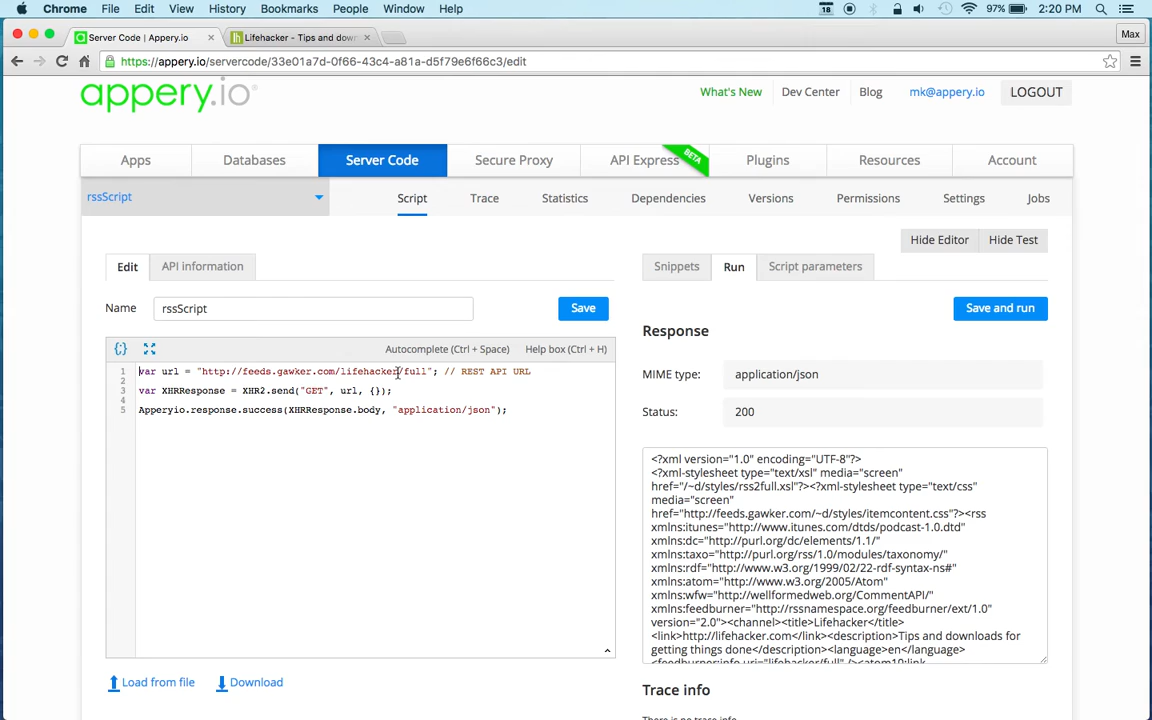 Chrome File Edit View History Bookmarks People Window Help 18 97% 2:20 PM
Server Code | Appery.io × Lifehacker - Tips and dow × Max
https://appery.io/servercode/33e01a7d-0f66-43c4-a81a-d5f79e6f66c3/edit
appery.io What's New Dev Center Blog mk@appery.io LOGOUT
Apps Databases Server Code Secure Proxy API Express BETA Plugins Resources Account
rssScript Script Trace Statistics Dependencies Versions Permissions Settings Jobs
Hide Editor Hide Test
Edit API information Snippets Run Script parameters
Name rssScript Save Save and run
Response
{;} Autocomplete (Ctrl + Space) Help box (Ctrl + H)
1 var url = "http://feeds.gawker.com/lifehacker/full"; // REST API URL
MIME type: application/json
2
3 var XHRResponse = XHR2.send("GET", url, {});
4
5 Apperyio.response.success(XHRResponse.body, "application/json");
Status: 200
<?xml version="1.0" encoding="UTF-8"?>
<?xml-stylesheet type="text/xsl" media="screen"
href="/~d/styles/rss2full.xsl"?><?xml-stylesheet type="text/css"
media="screen"
href="http://feeds.gawker.com/~d/styles/itemcontent.css"?><rss
xmlns:itunes="http://www.itunes.com/dtds/podcast-1.0.dtd"
xmlns:dc="http://purl.org/dc/elements/1.1/"
xmlns:taxo="http://purl.org/rss/1.0/modules/taxonomy/"
xmlns:rdf="http://www.w3.org/1999/02/22-rdf-syntax-ns#"
xmlns:atom="http://www.w3.org/2005/Atom"
xmlns:wfw="http://wellformedweb.org/CommentAPI/"
xmlns:feedburner="http://rssnamespace.org/feedburner/ext/1.0"
version="2.0"><channel><title>Lifehacker</title>
<link>http://lifehacker.com</link><description>Tips and downloads for
getting things done</description><language>en</language>
<feedburner:info uri="lifehacker/full" /><atom10:link
Load from file Download
Trace info
There is no trace info